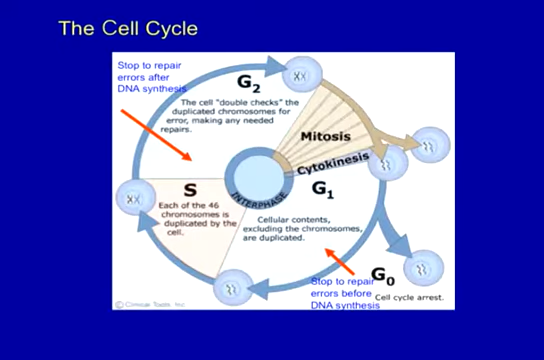 The Cell Cycle
Stop to repair
errors after
DNA synthesis
G2
The cell "double checks" the
duplicated chromosomes for
error, making any needed
repairs.
Mitosis
Cytokinesis
S
Each of the 46
chromosomes is
duplicated by the
cell.
INTERPHASE
G1
Cellular contents,
excluding the chromosomes,
are duplicated.
Stop to repair
errors before
DNA synthesis
G0
Cell cycle arrest.
© Clinical Tools, Inc.